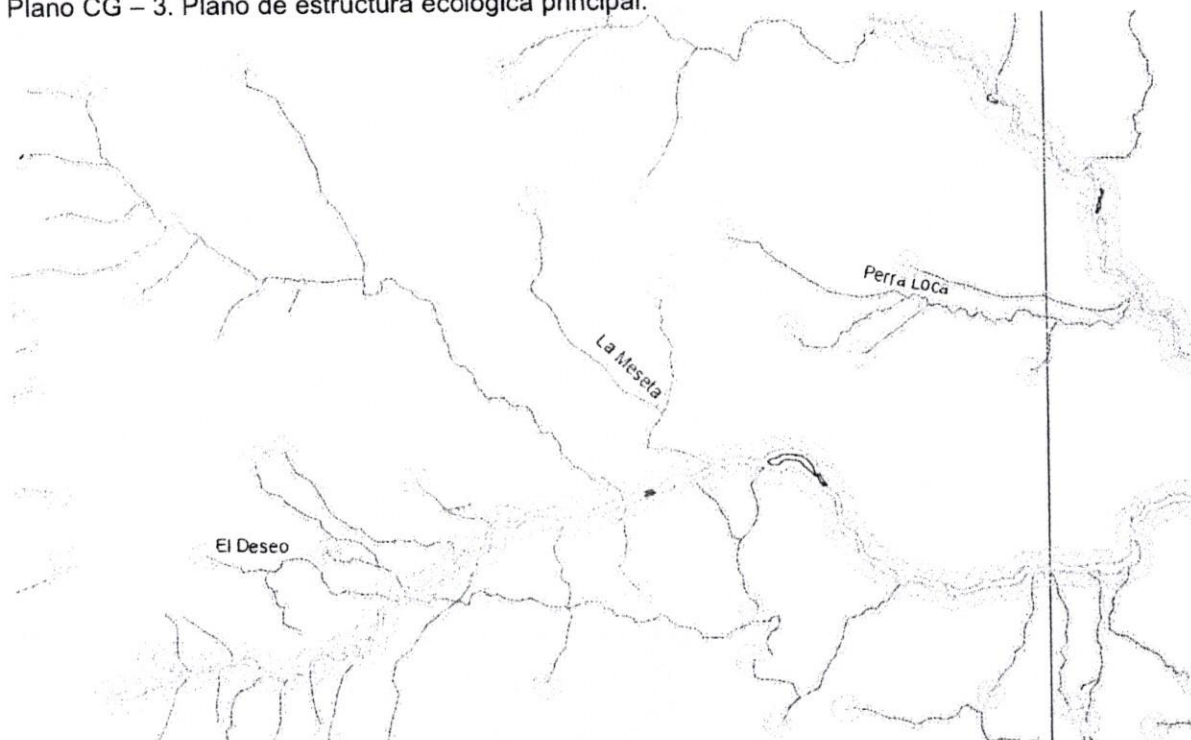 Plano CG – 3. Plano de estructura ecológica principal.
Perra Loca
La Meseta
El Deseo